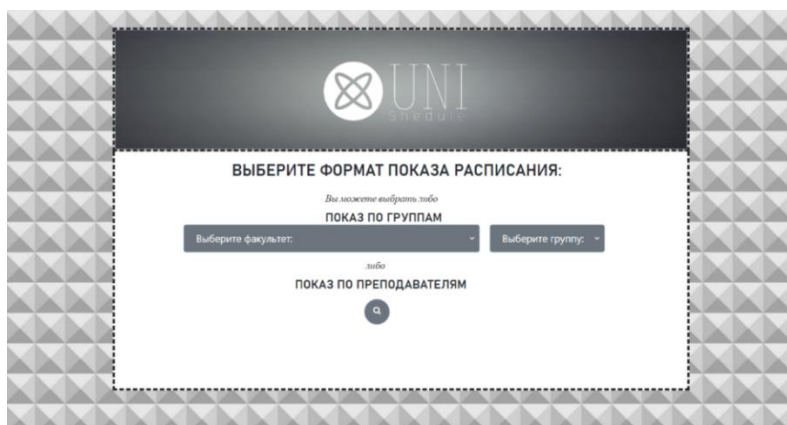 UNI
Shedule
ВЫБЕРИТЕ ФОРМАТ ПОКАЗА РАСПИСАНИЯ:
Вы можете выбрать либо
ПОКАЗ ПО ГРУППАМ
Выберите факультет: Выберите группу:
либо
ПОКАЗ ПО ПРЕПОДАВАТЕЛЯМ